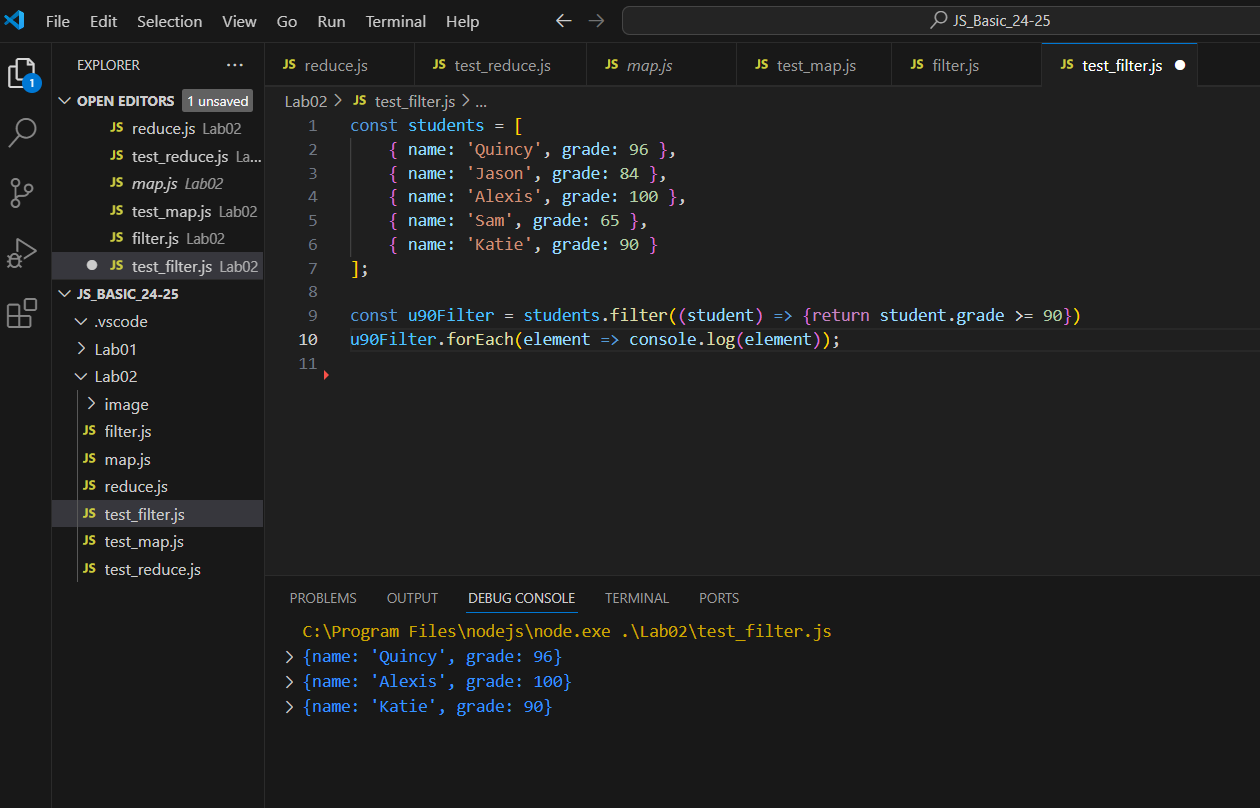 File Edit Selection View Go Run Terminal Help JS_Basic_24-25
EXPLORER ...
1
OPEN EDITORS 1 unsaved
JS reduce.js Lab02
JS test_reduce.js La...
JS map.js Lab02
JS test_map.js Lab02
JS filter.js Lab02
JS test_filter.js Lab02
JS_BASIC_24-25
.vscode
Lab01
Lab02
image
JS filter.js
JS map.js
JS reduce.js
JS test_filter.js
JS test_map.js
JS test_reduce.js
JS reduce.js JS test_reduce.js JS map.js JS test_map.js JS filter.js JS test_filter.js
Lab02 > JS test_filter.js > ...
1 const students = [
2 { name: 'Quincy', grade: 96 },
3 { name: 'Jason', grade: 84 },
4 { name: 'Alexis', grade: 100 },
5 { name: 'Sam', grade: 65 },
6 { name: 'Katie', grade: 90 }
7 ];
8
9 const u90Filter = students.filter((student) => {return student.grade >= 90})
10 u90Filter.forEach(element => console.log(element));
11
PROBLEMS OUTPUT DEBUG CONSOLE TERMINAL PORTS
C:\Program Files\nodejs\node.exe .\Lab02\test_filter.js
> {name: 'Quincy', grade: 96}
> {name: 'Alexis', grade: 100}
> {name: 'Katie', grade: 90}